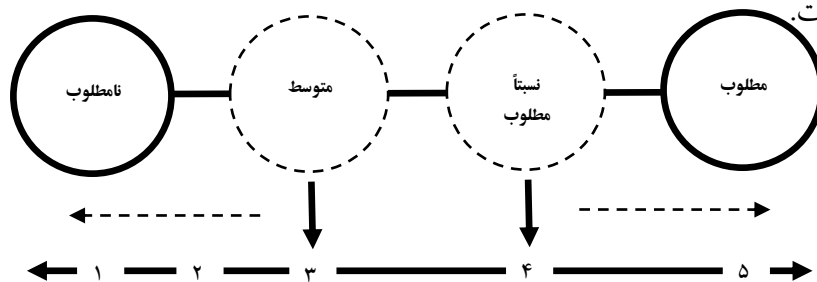 ت.
مطلوب
نسبتاً
مطلوب
متوسط
نامطلوب
۵ ۴ ۳ ۲ ۱